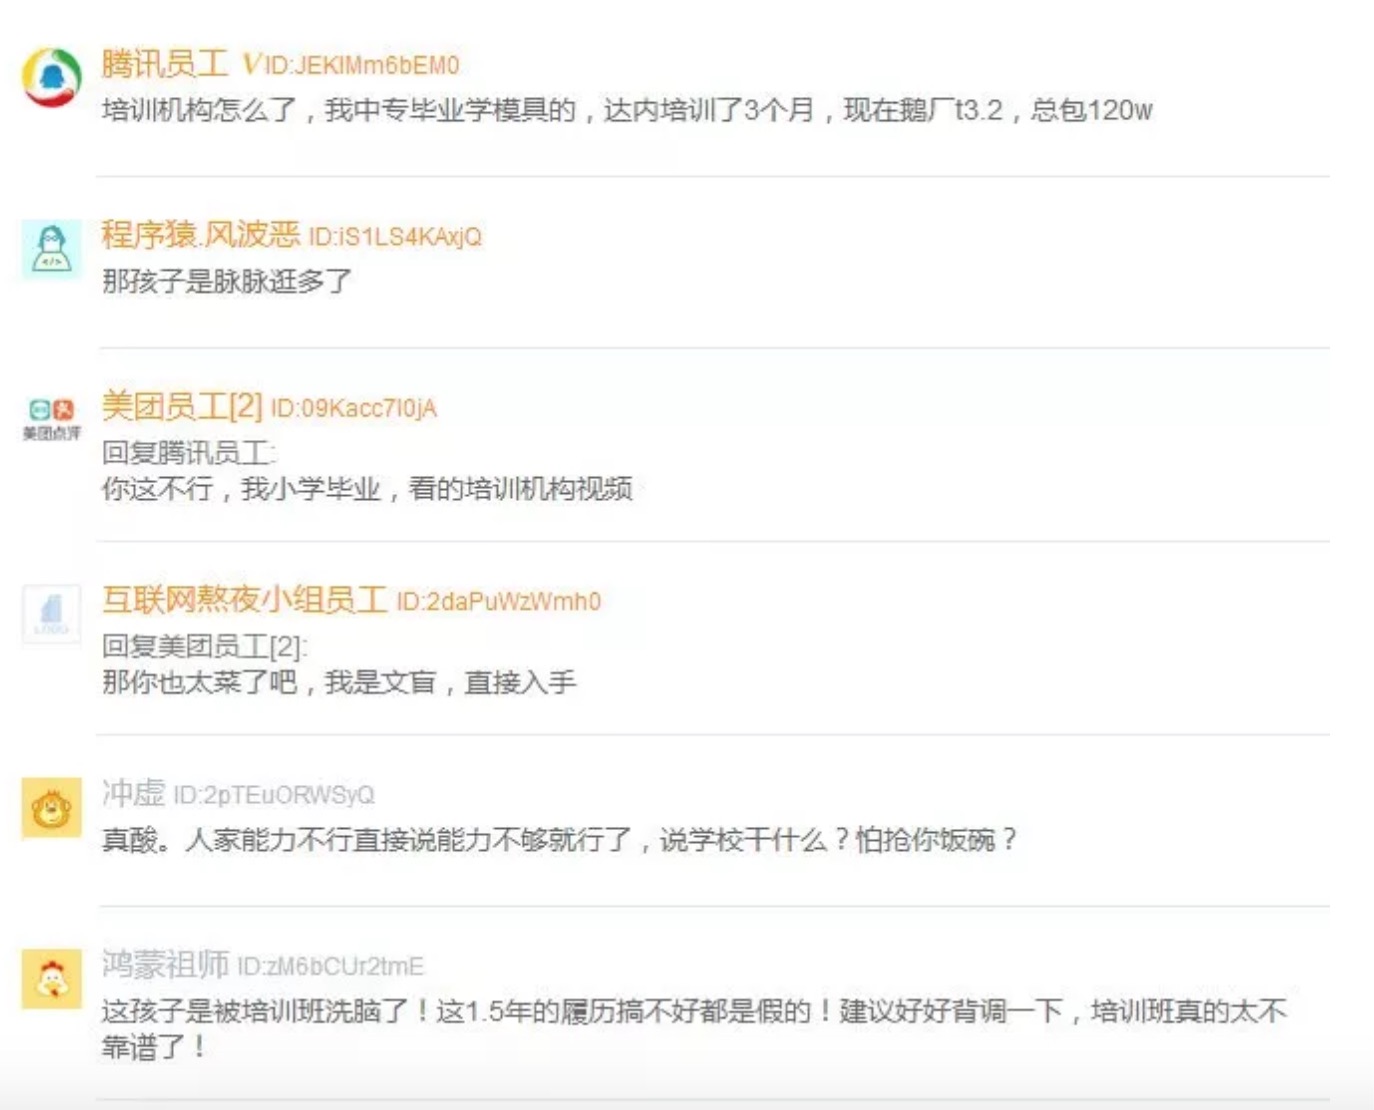 腾讯员工 V ID:JEKIMm6bEM0
培训机构怎么了，我中专毕业学模具的，达内培训了3个月，现在鹅厂t3.2，总包120w
程序猿.风波恶 ID:iS1LS4KAxjQ
那孩子是脉脉逛多了
美团点评
美团员工[2] ID:09Kacc7l0jA
回复腾讯员工:
你这不行，我小学毕业，看的培训机构视频
LOGO
互联网熬夜小组员工 ID:2daPuWzWmh0
回复美团员工[2]:
那你也太菜了吧，我是文盲，直接入手
冲虚 ID:2pTEuORWSyQ
真酸。人家能力不行直接说能力不够就行了，说学校干什么？怕抢你饭碗？
鸿蒙祖师 ID:zM6bCUr2tmE
这孩子是被培训班洗脑了！这1.5年的履历搞不好都是假的！建议好好背调一下，培训班真的太不
靠谱了！